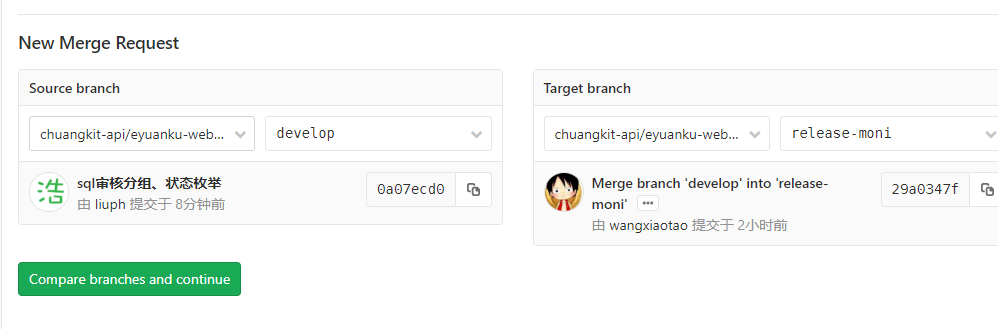 New Merge Request
Source branch
chuangkit-api/eyuanku-web...
develop
浩
sql审核分组、状态枚举
由 liuph 提交于 8分钟前
0a07ecd0
Target branch
chuangkit-api/eyuanku-web...
release-moni
Merge branch 'develop' into 'release-
moni' ...
由 wangxiaotao 提交于 2小时前
29a0347f
Compare branches and continue